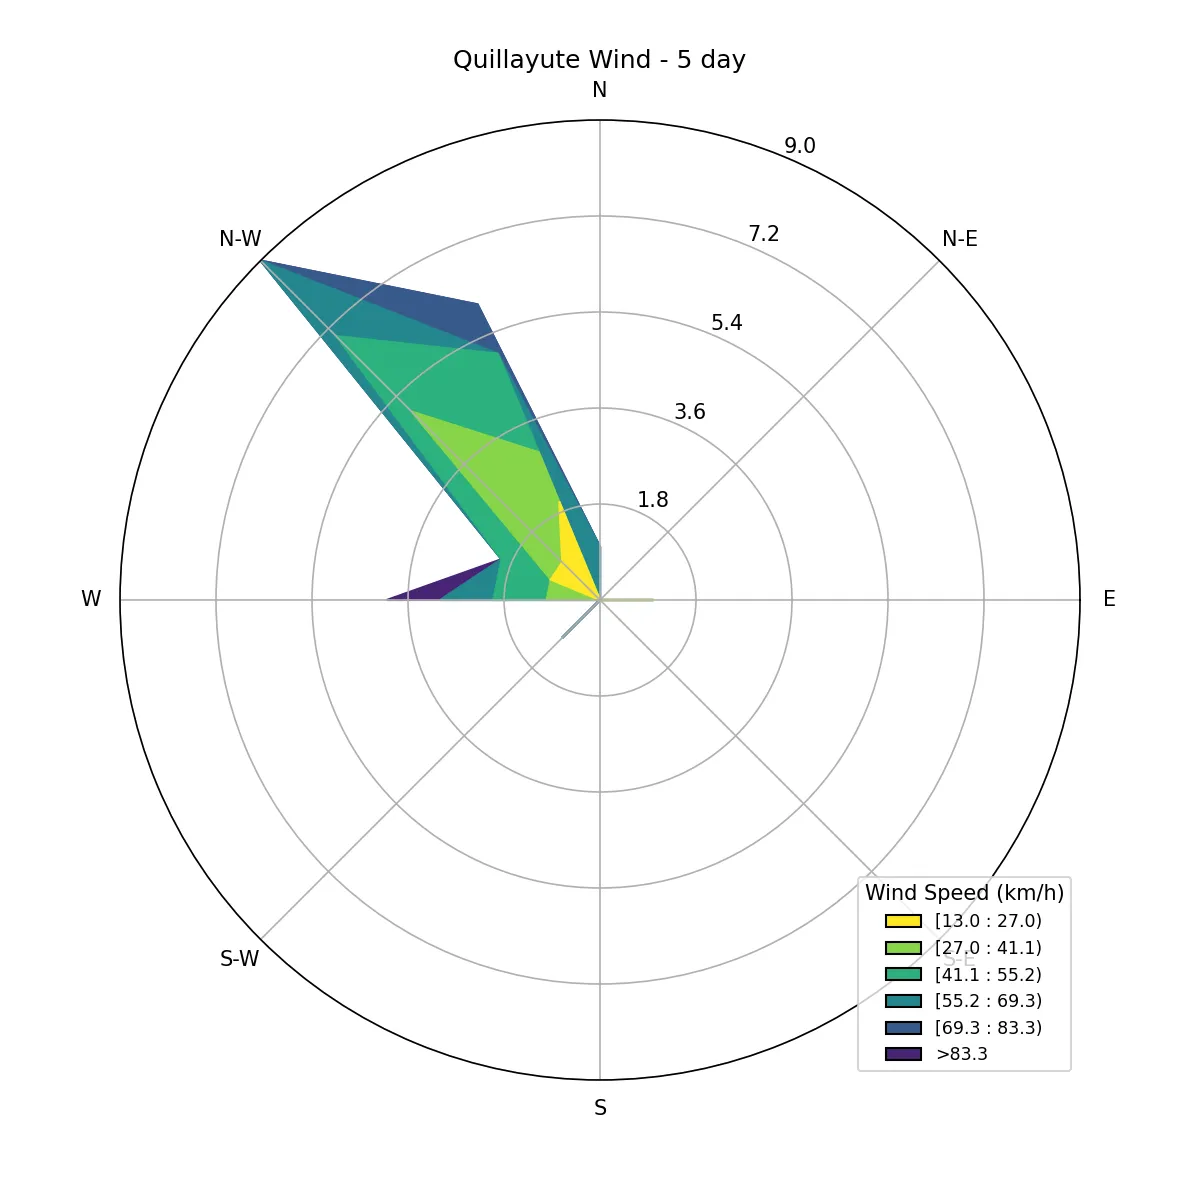 Quillayute Wind - 5 day
N
9.0
7.2
N-W
N-E
5.4
3.6
1.8
W
E
S-W
S-E
S
Wind Speed (km/h)
[13.0 : 27.0)
[27.0 : 41.1)
[41.1 : 55.2)
[55.2 : 69.3)
[69.3 : 83.3)
>83.3